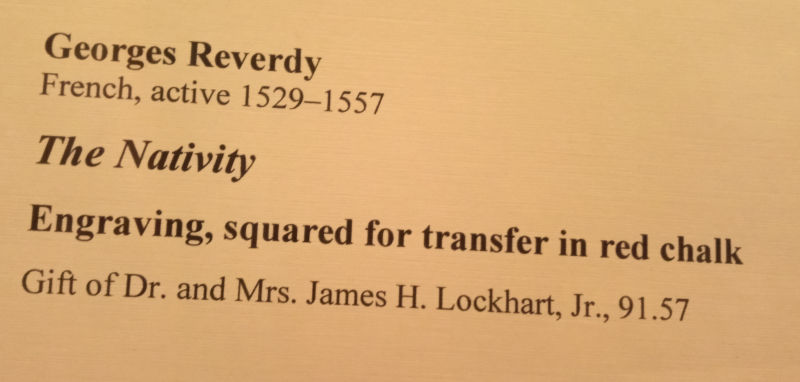 Georges Reverdy
French, active 1529–1557
The Nativity
Engraving, squared for transfer in red chalk
Gift of Dr. and Mrs. James H. Lockhart, Jr., 91.57